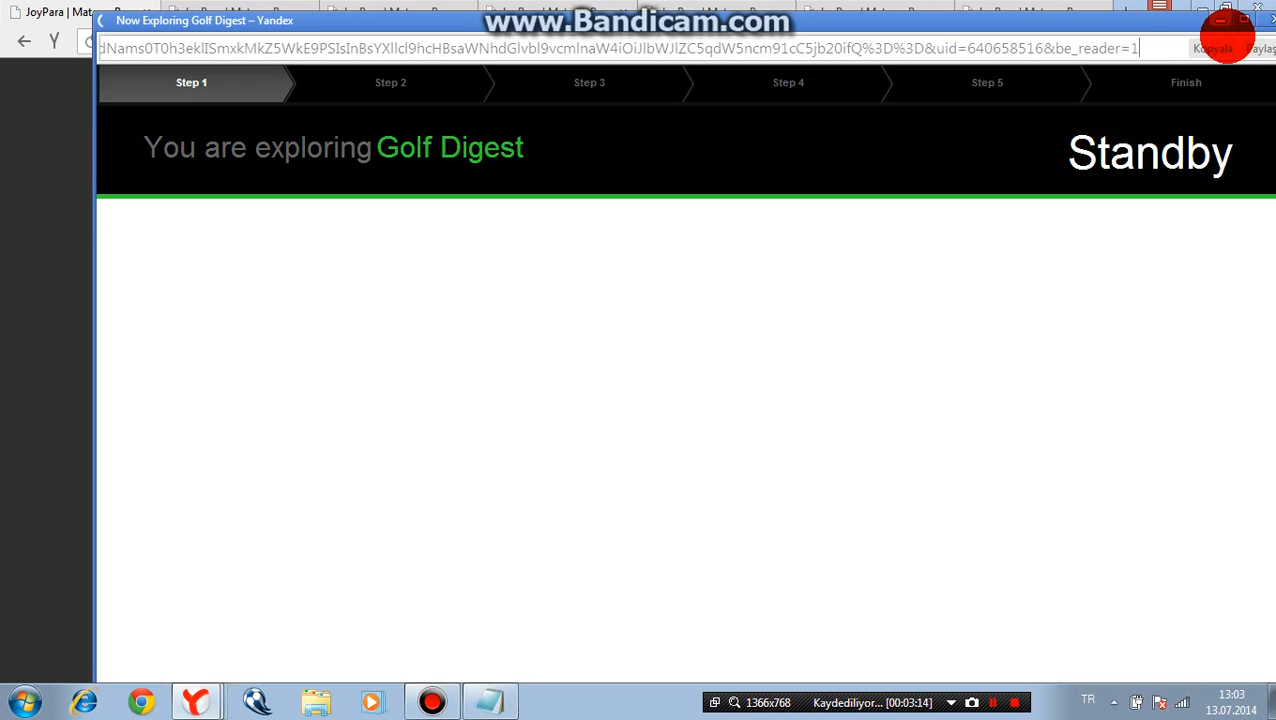 JoyPara | Mat
Now Exploring Golf Digest – Yandex
www.Bandicam.com
dNams0T0h3eklISmxkMkZ5WkE9PSIsInBsYXllcl9hcHBsaWNhdGlvbl9vcmlnaW4iOiJlbWJlZC5qdW5ncm91cC5jb20ifQ%3D%3D&uid=640658516&be_reader=1
Kopyala Paylaş
Step 1 Step 2 Step 3 Step 4 Step 5 Finish
You are exploring Golf Digest
Standby
1366x768 Kaydediliyor... [00:03:14]
TR
13:03
13.07.2014